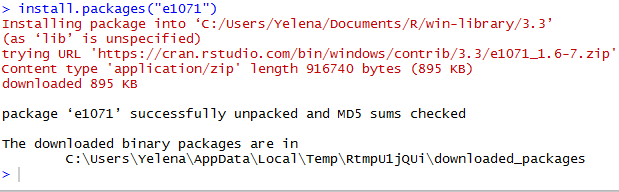 > install.packages("e1071")
Installing package into ‘C:/Users/Yelena/Documents/R/win-library/3.3’
(as ‘lib’ is unspecified)
trying URL 'https://cran.rstudio.com/bin/windows/contrib/3.3/e1071_1.6-7.zip'
Content type 'application/zip' length 916740 bytes (895 KB)
downloaded 895 KB
package ‘e1071’ successfully unpacked and MD5 sums checked
The downloaded binary packages are in
C:\Users\Yelena\AppData\Local\Temp\RtmpU1jQUi\downloaded_packages
>